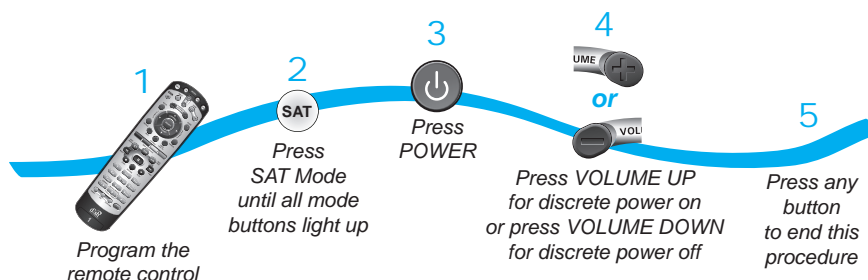 1
Program the
remote control
2
SAT
Press
SAT Mode
until all mode
buttons light up
3
Press
POWER
4
UME
or
VOLU
Press VOLUME UP
for discrete power on
or press VOLUME DOWN
for discrete power off
5
Press any
button
to end this
procedure